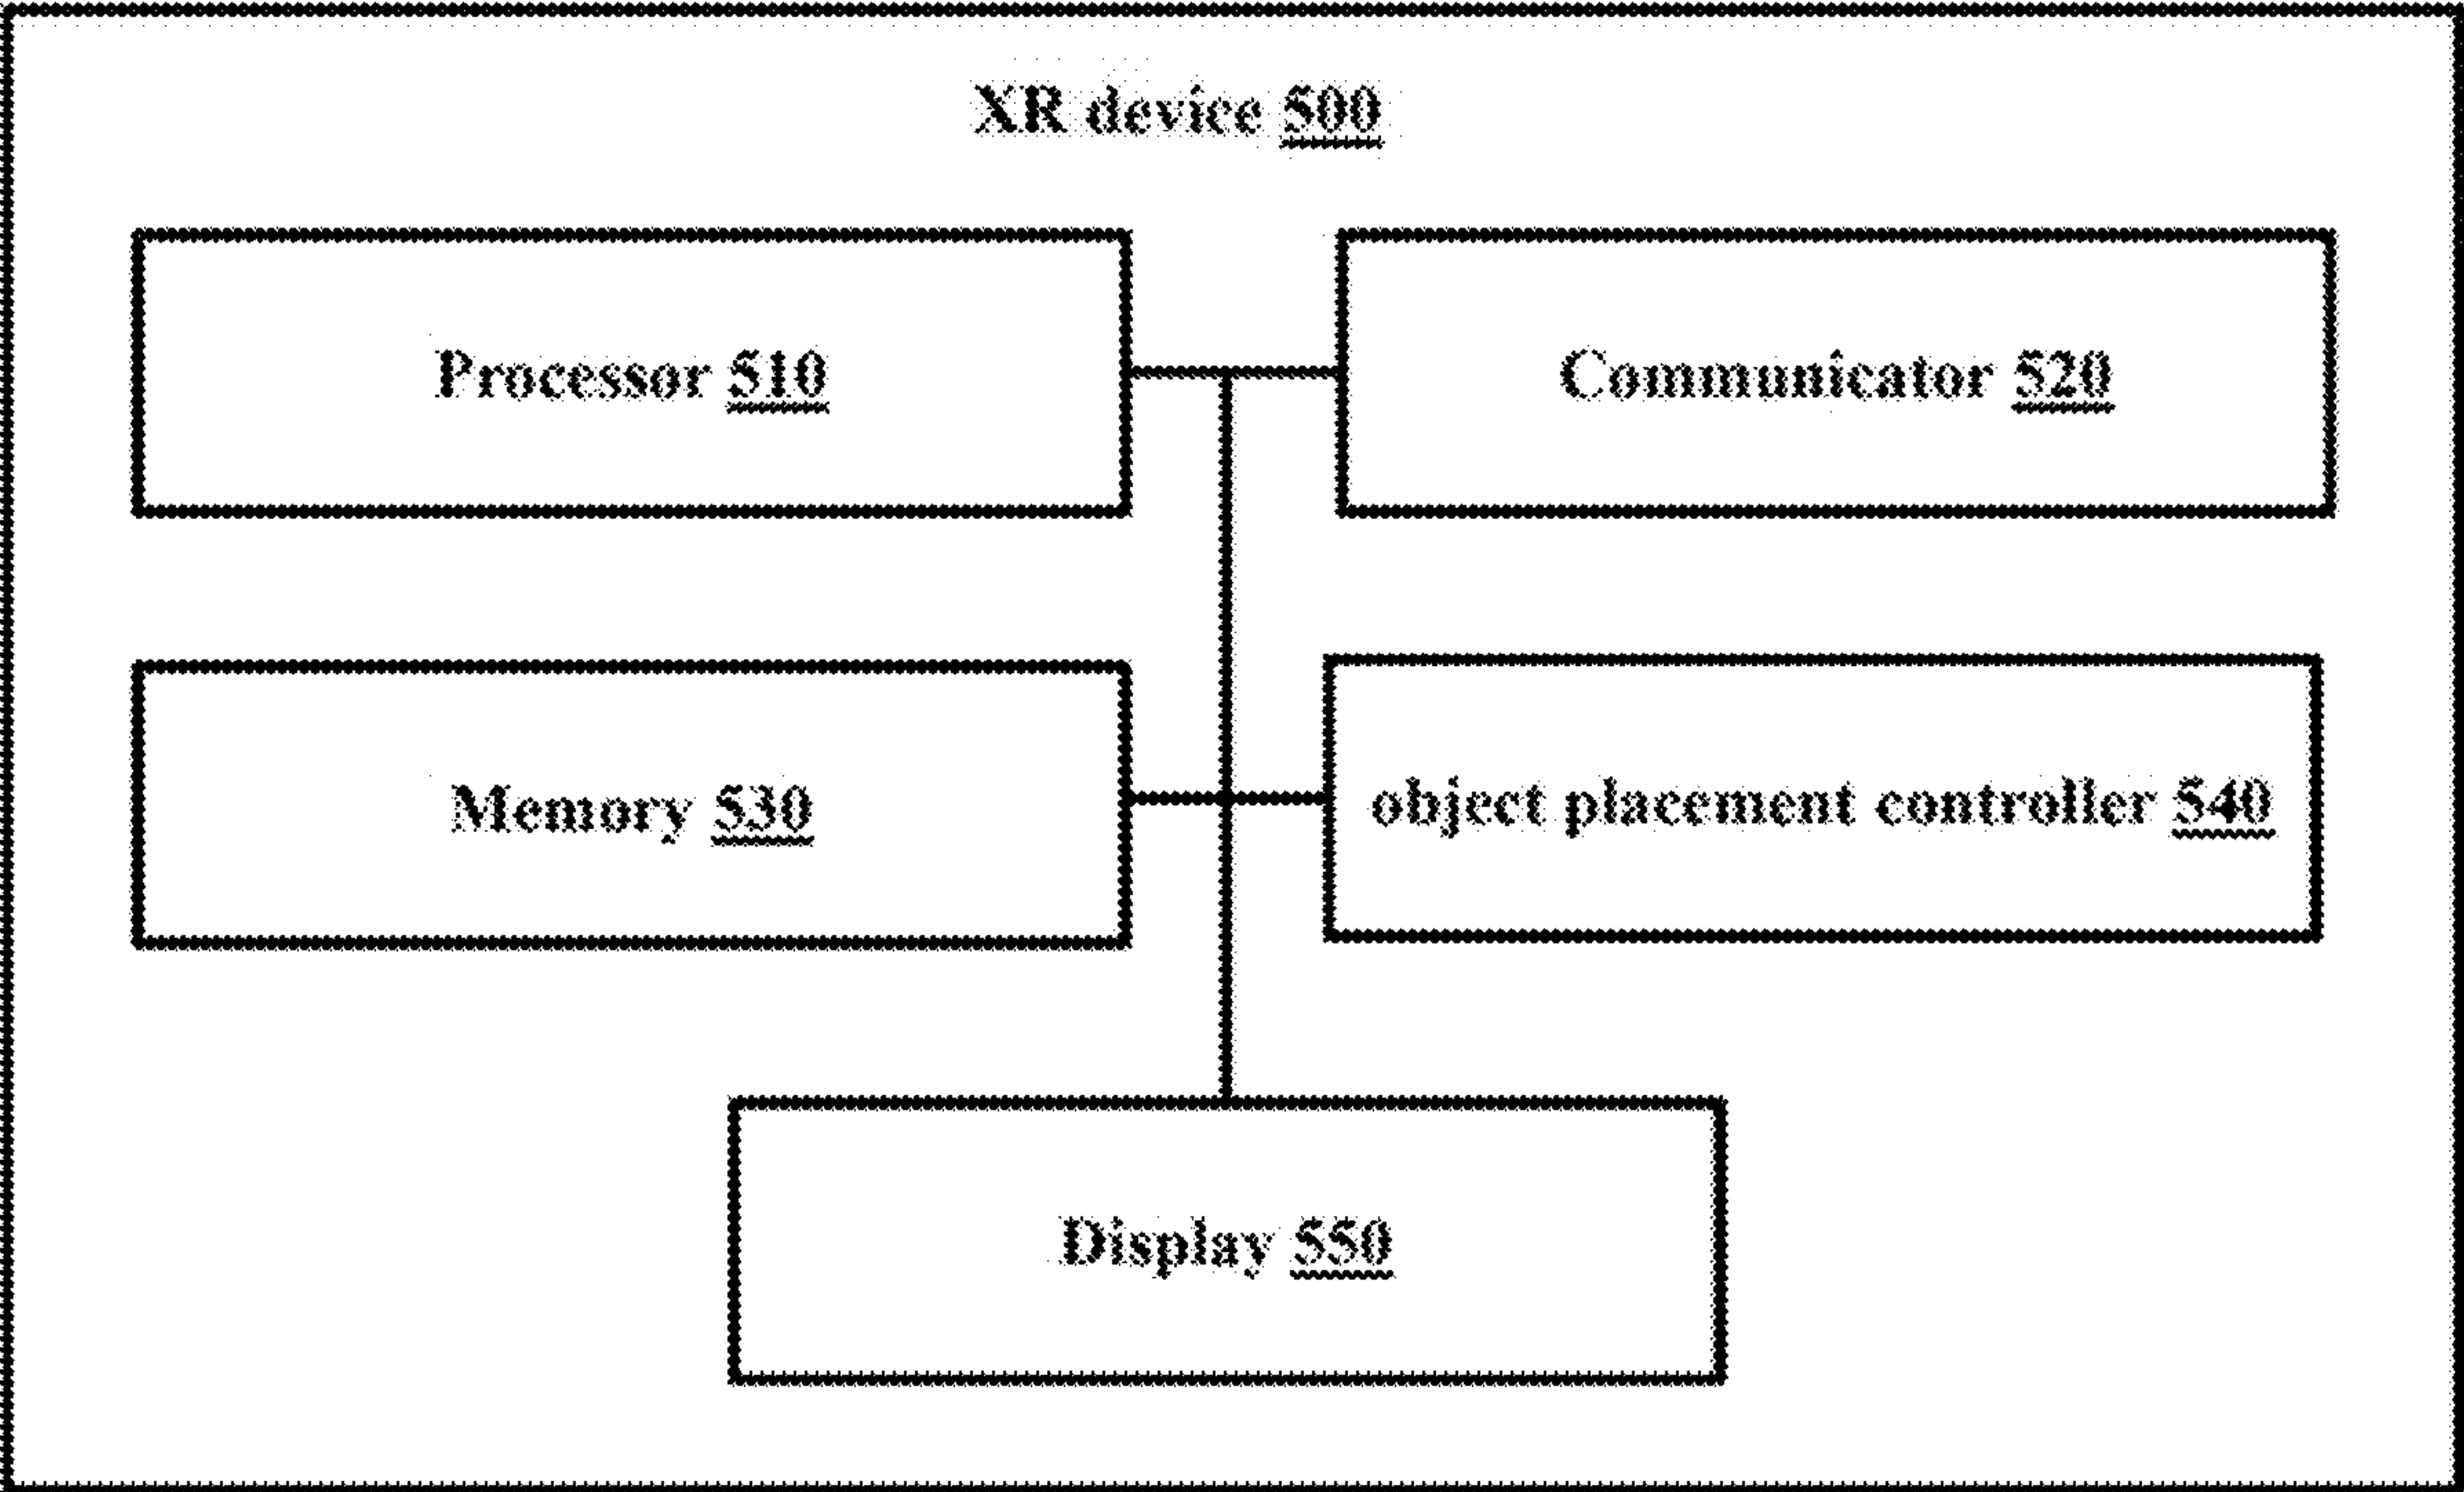 XR device 500
Processor 510
Communicator 520
Memory 530
object placement controller 540
Display 550